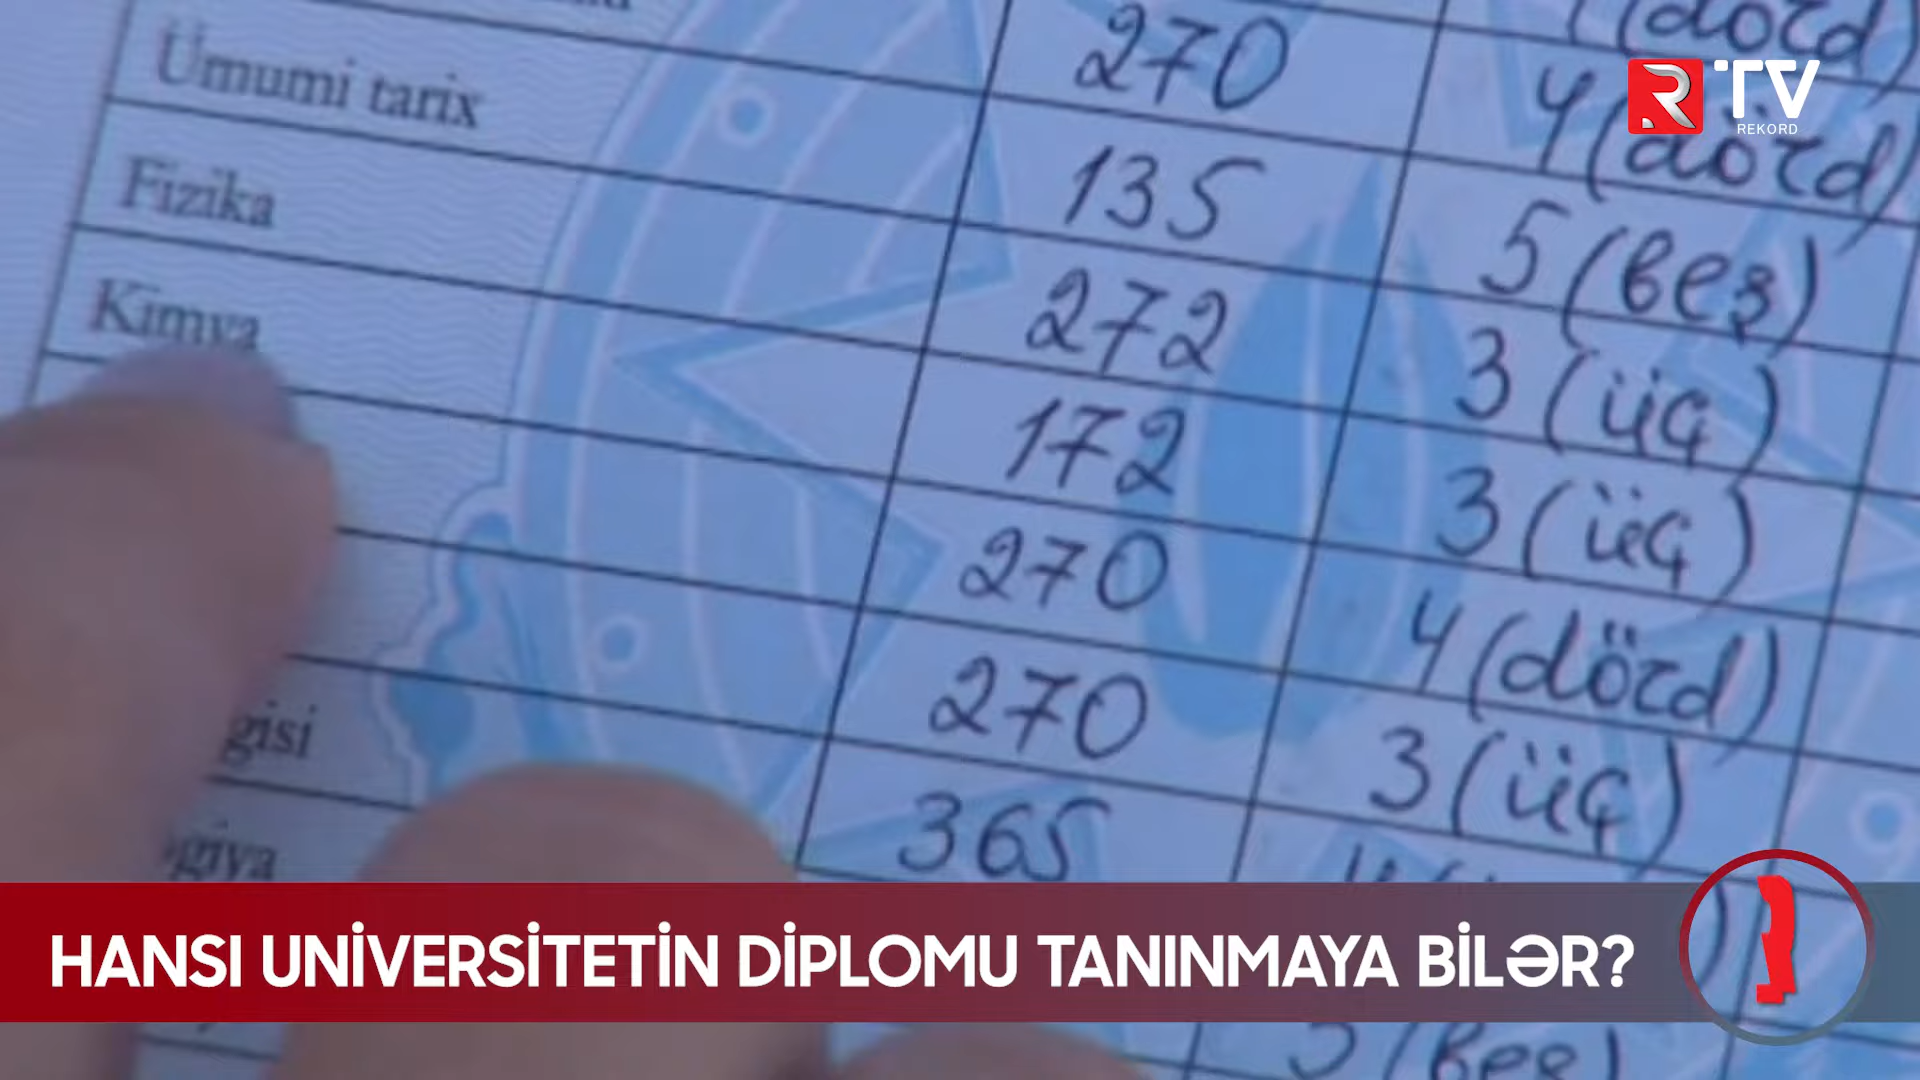 (dörd)
270 4 (dörd)
Ümumi tarix 135 5 (beş)
Fizika 272 3 (üç)
Kimya 172 3 (üç)
270 4 (dörd)
270 3 (üç)
365
(beş)
R TV
REKORD
HANSI UNİVERSİTETİN DİPLOMU TANINMAYA BİLƏR?